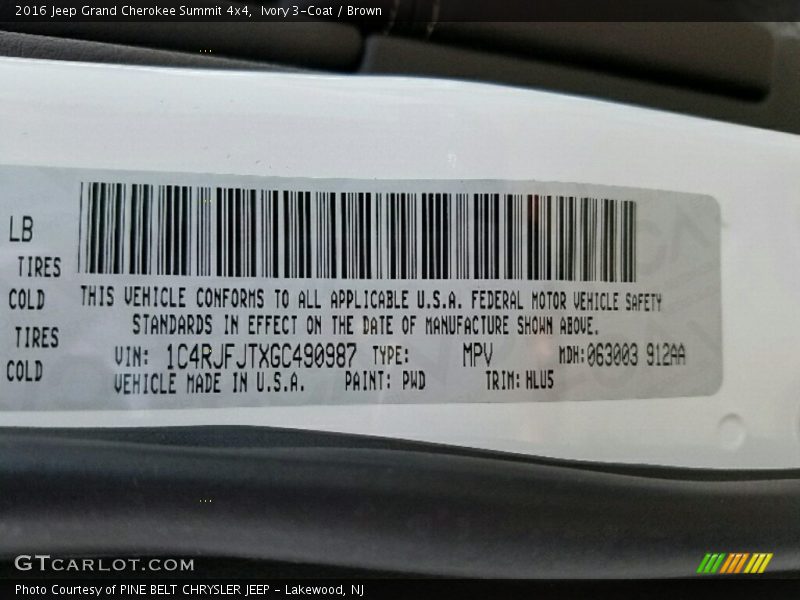 2016 Jeep Grand Cherokee Summit 4x4, Ivory 3-Coat / Brown
LB
TIRES
COLD
TIRES
COLD
THIS VEHICLE CONFORMS TO ALL APPLICABLE U.S.A. FEDERAL MOTOR VEHICLE SAFETY
STANDARDS IN EFFECT ON THE DATE OF MANUFACTURE SHOWN ABOVE.
VIN: 1C4RJFJTXGC490987 TYPE: MPV MDH: 063003 912AA
VEHICLE MADE IN U.S.A. PAINT: PWD TRIM: HLU5
GTCARLOT.COM
Photo Courtesy of PINE BELT CHRYSLER JEEP - Lakewood, NJ